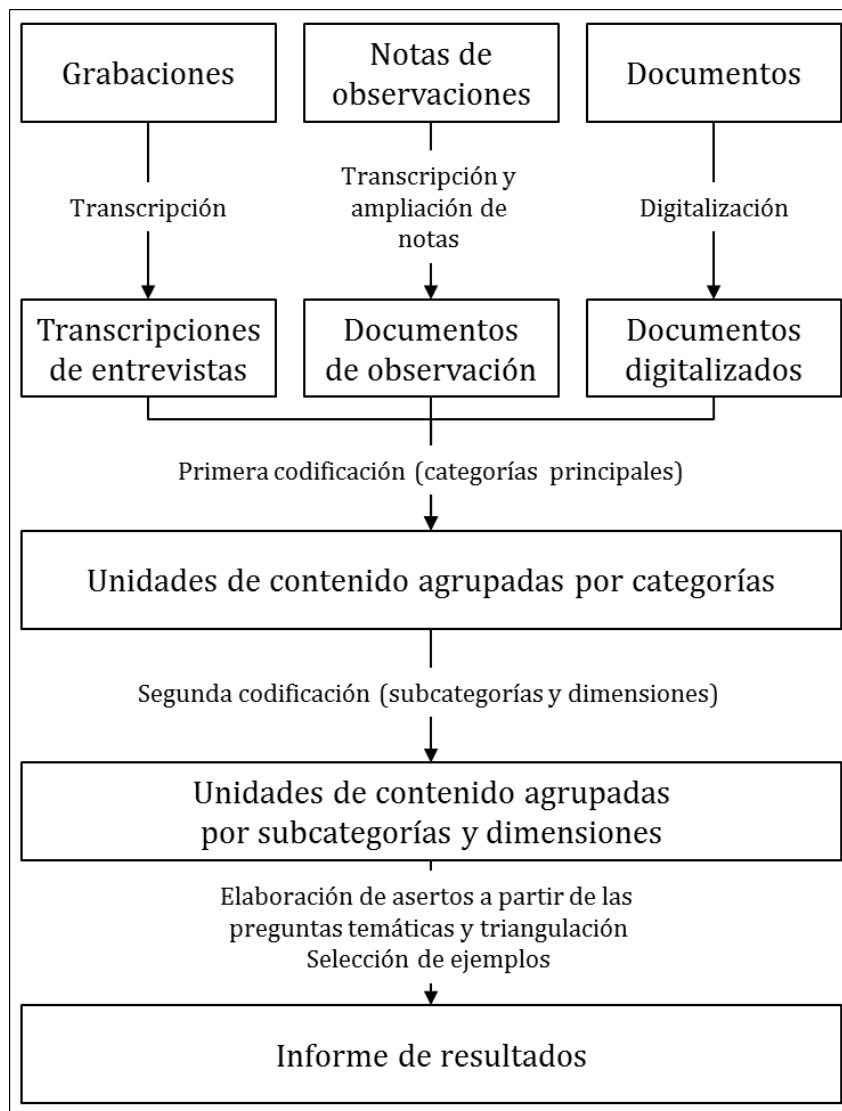 Grabaciones
Notas de
observaciones
Documentos
Transcripción
Transcripción y
ampliación de
notas
Digitalización
Transcripciones
de entrevistas
Documentos
de observación
Documentos
digitalizados
Primera codificación (categorías principales)
Unidades de contenido agrupadas por categorías
Segunda codificación (subcategorías y dimensiones)
Unidades de contenido agrupadas
por subcategorías y dimensiones
Elaboración de asertos a partir de las
preguntas temáticas y triangulación
Selección de ejemplos
Informe de resultados